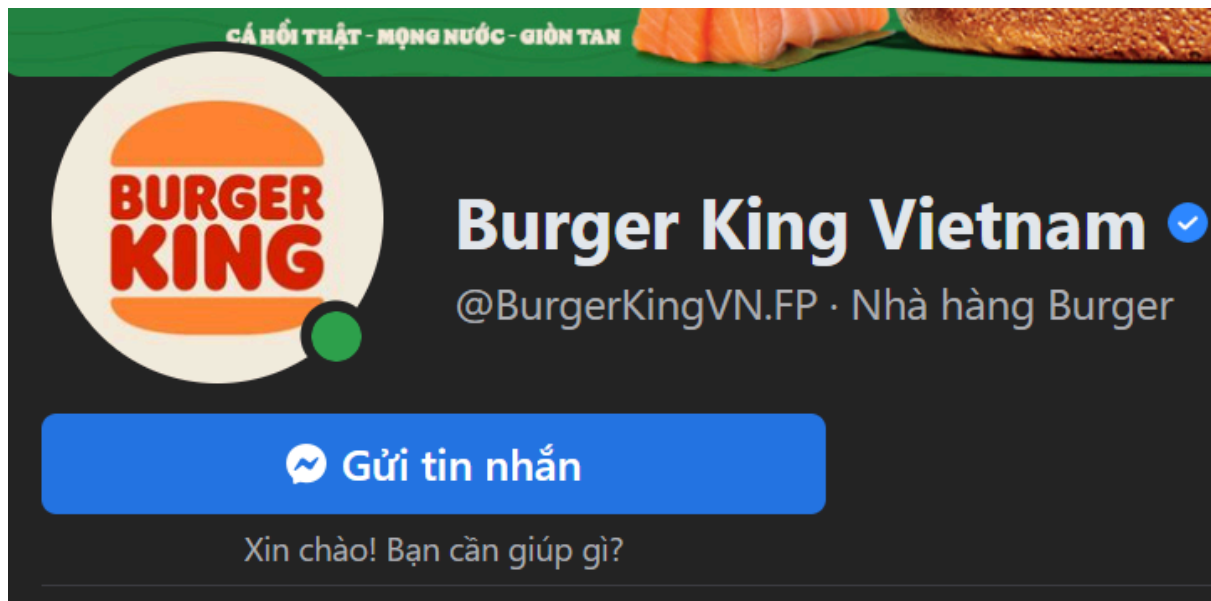 CÁ HỒI THẬT - MỌNG NƯỚC - GIÒN TAN
BURGER
KING
Burger King Vietnam
@BurgerKingVN.FP · Nhà hàng Burger
Gửi tin nhắn
Xin chào! Bạn cần giúp gì?